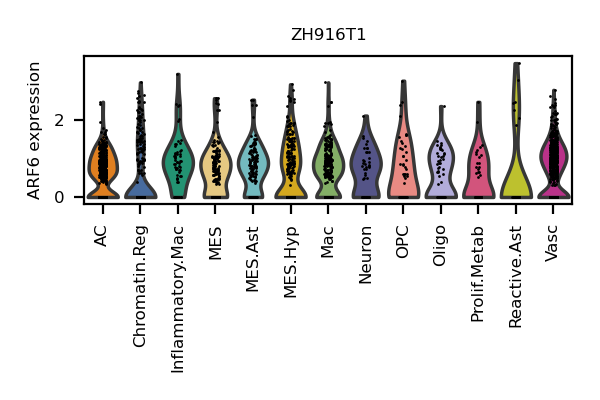 ZH916T1
ARF6 expression
2
0
AC
Chromatin.Reg
Inflammatory.Mac
MES
MES.Ast
MES.Hyp
Mac
Neuron
OPC
Oligo
Prolif.Metab
Reactive.Ast
Vasc